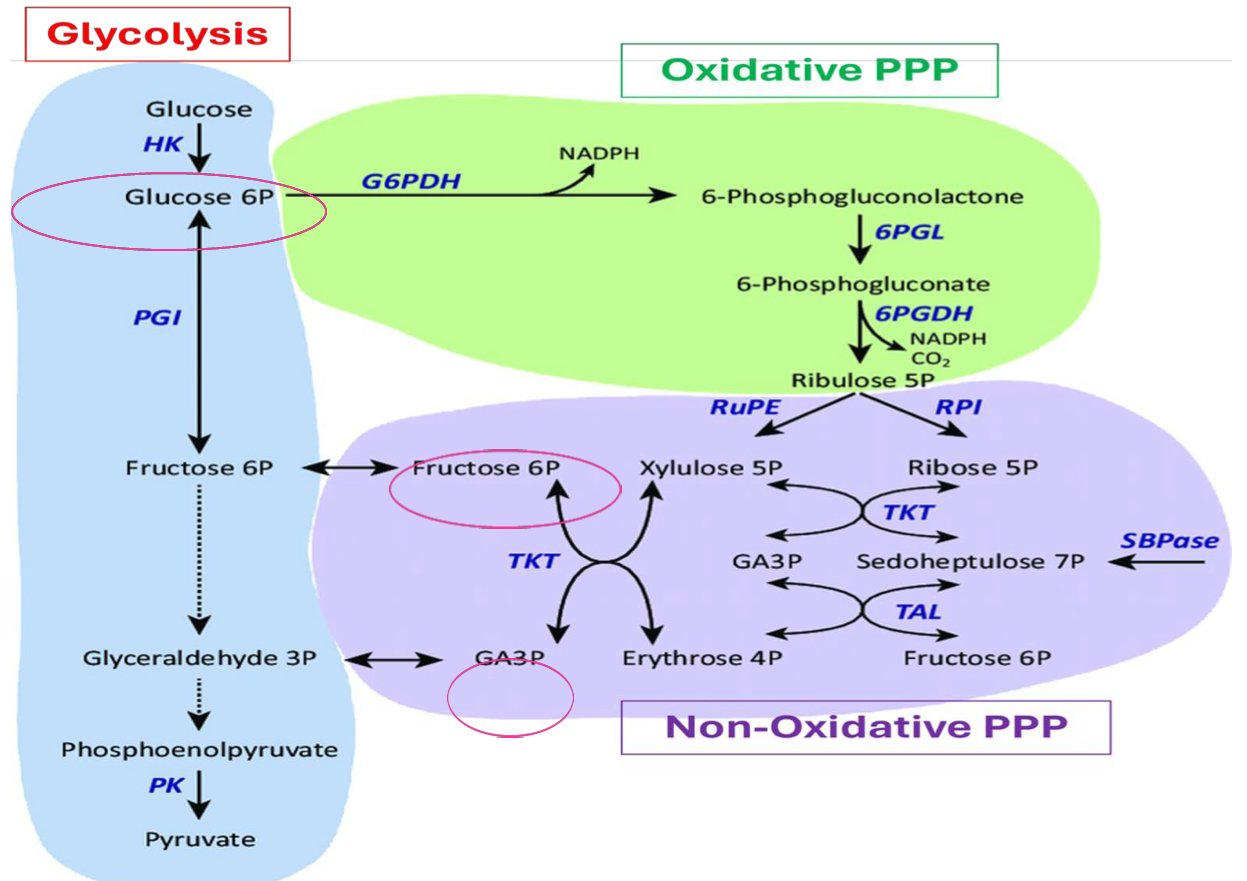 Glycolysis
Oxidative PPP
Glucose
HK
NADPH
G6PDH
Glucose 6P
6-Phosphogluconolactone
6PGL
6-Phosphogluconate
PGI
6PGDH
NADPH
CO₂
Ribulose 5P
RuPE
RPI
Fructose 6P
Fructose 6P
Xylulose 5P
Ribose 5P
TKT
TKT
GA3P
Sedoheptulose 7P
SBPase
TAL
Glyceraldehyde 3P
GA3P
Erythrose 4P
Fructose 6P
Non-Oxidative PPP
Phosphoenolpyruvate
PK
Pyruvate